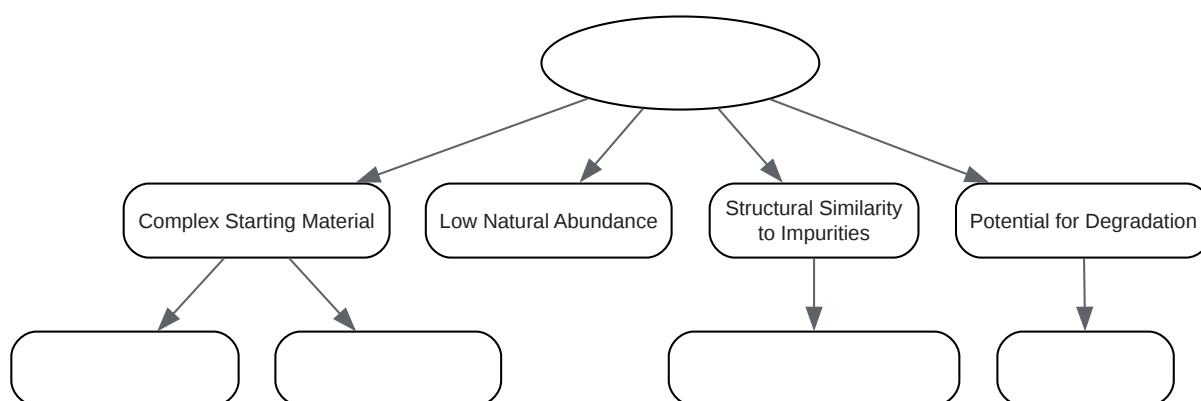 Complex Starting Material
Low Natural Abundance
Structural Similarity
to Impurities
Potential for Degradation